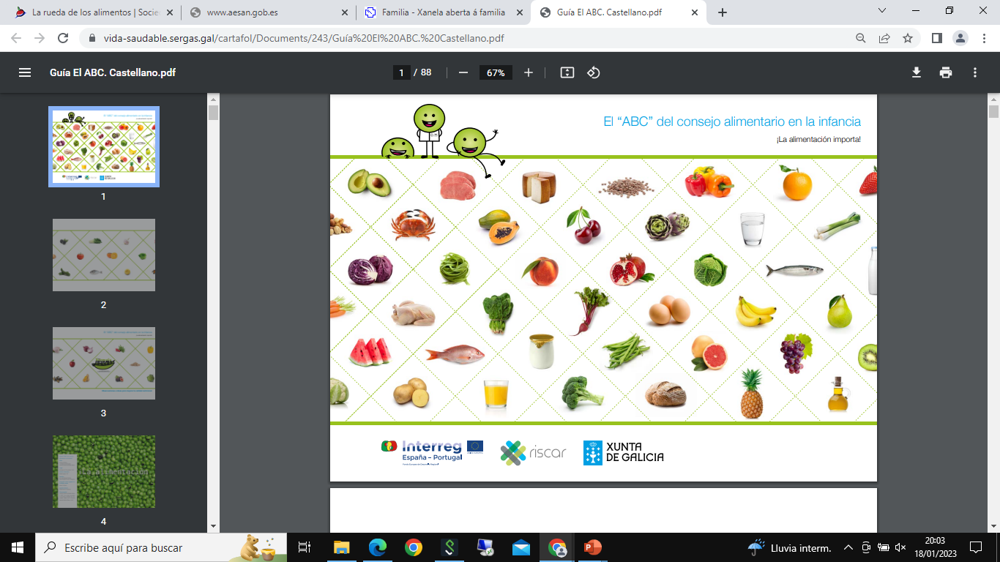 La rueda de los alimentos | Socie
www.aesan.gob.es
Familia - Xanela aberta á familia
Guía El ABC. Castellano.pdf
vida-saudable.sergas.gal/cartafol/Documents/243/Guía%20El%20ABC.%20Castellano.pdf
Guía El ABC. Castellano.pdf
1 / 88
67%
El “ABC” del consejo alimentario en la infancia
¡La alimentación importa!
Interreg
España - Portugal
riscar
XUNTA
DE GALICIA
1
2
3
La alimentación
4
Escribe aquí para buscar
Lluvia interm.
20:03
18/01/2023